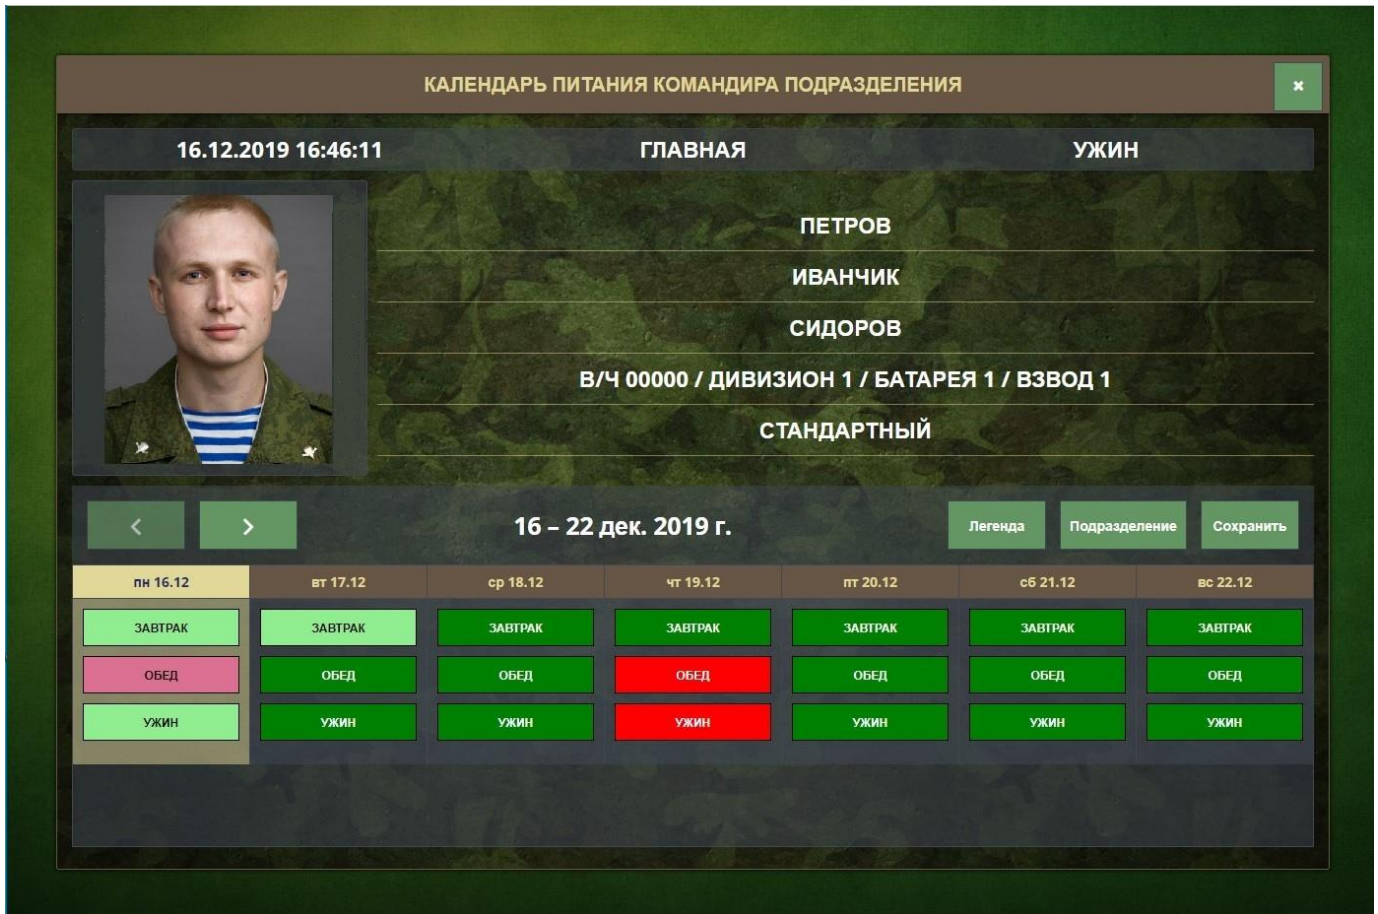 КАЛЕНДАРЬ ПИТАНИЯ КОМАНДИРА ПОДРАЗДЕЛЕНИЯ
16.12.2019 16:46:11 ГЛАВНАЯ УЖИН
ПЕТРОВ
ИВАНЧИК
СИДОРОВ
В/Ч 00000 / ДИВИЗИОН 1 / БАТАРЕЯ 1 / ВЗВОД 1
СТАНДАРТНЫЙ
16 – 22 дек. 2019 г. Легенда Подразделение Сохранить
пн 16.12 вт 17.12 ср 18.12 чт 19.12 пт 20.12 сб 21.12 вс 22.12
ЗАВТРАК ЗАВТРАК ЗАВТРАК ЗАВТРАК ЗАВТРАК ЗАВТРАК ЗАВТРАК
ОБЕД ОБЕД ОБЕД ОБЕД ОБЕД ОБЕД ОБЕД
УЖИН УЖИН УЖИН УЖИН УЖИН УЖИН УЖИН